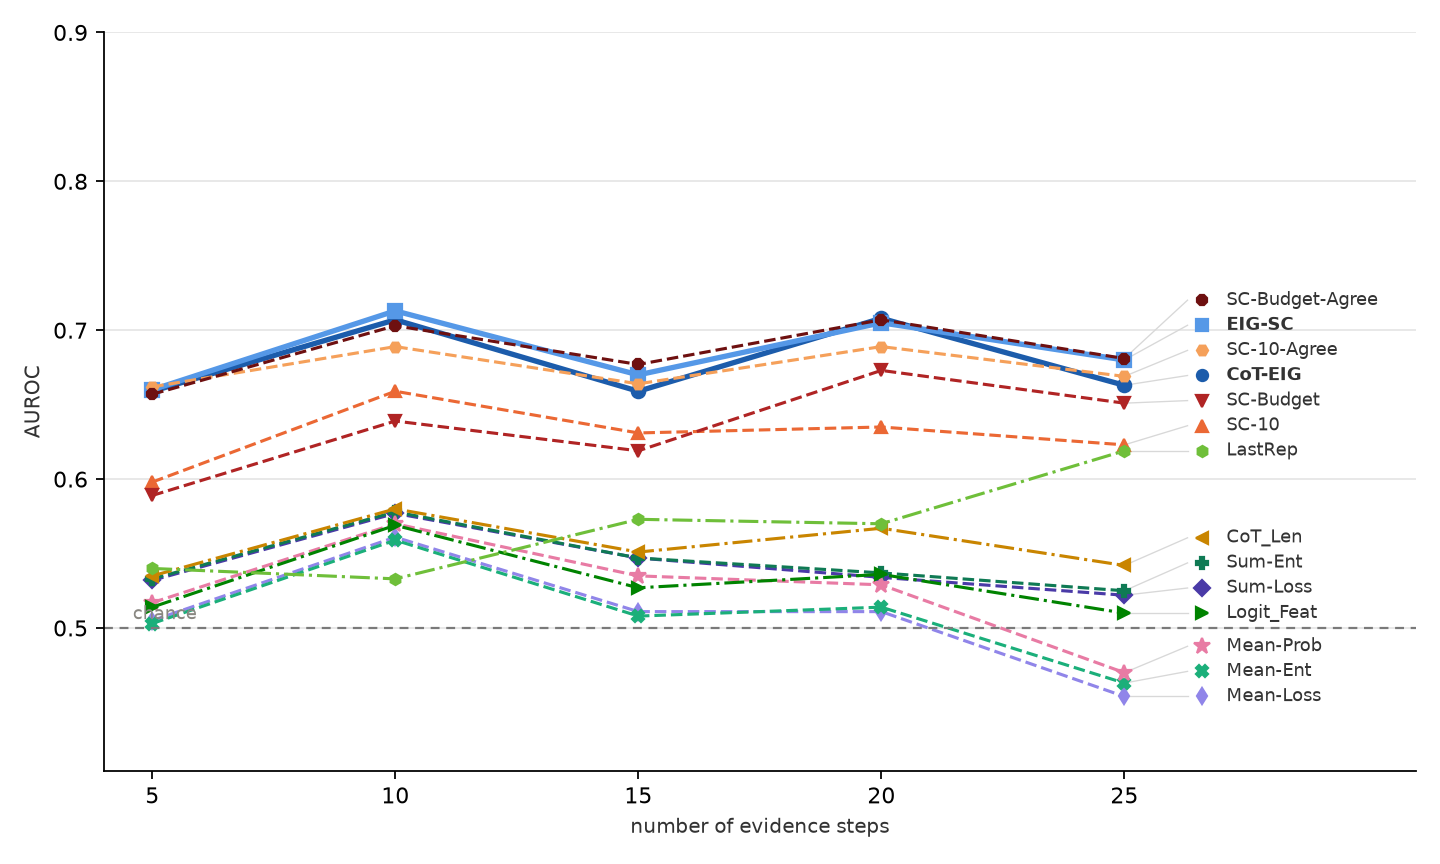 0.9
0.8
0.7
0.6
0.5
AUROC
chance
5
10
15
20
25
number of evidence steps
SC-Budget-Agree
EIG-SC
SC-10-Agree
CoT-EIG
SC-Budget
SC-10
LastRep
CoT_Len
Sum-Ent
Sum-Loss
Logit_Feat
Mean-Prob
Mean-Ent
Mean-Loss